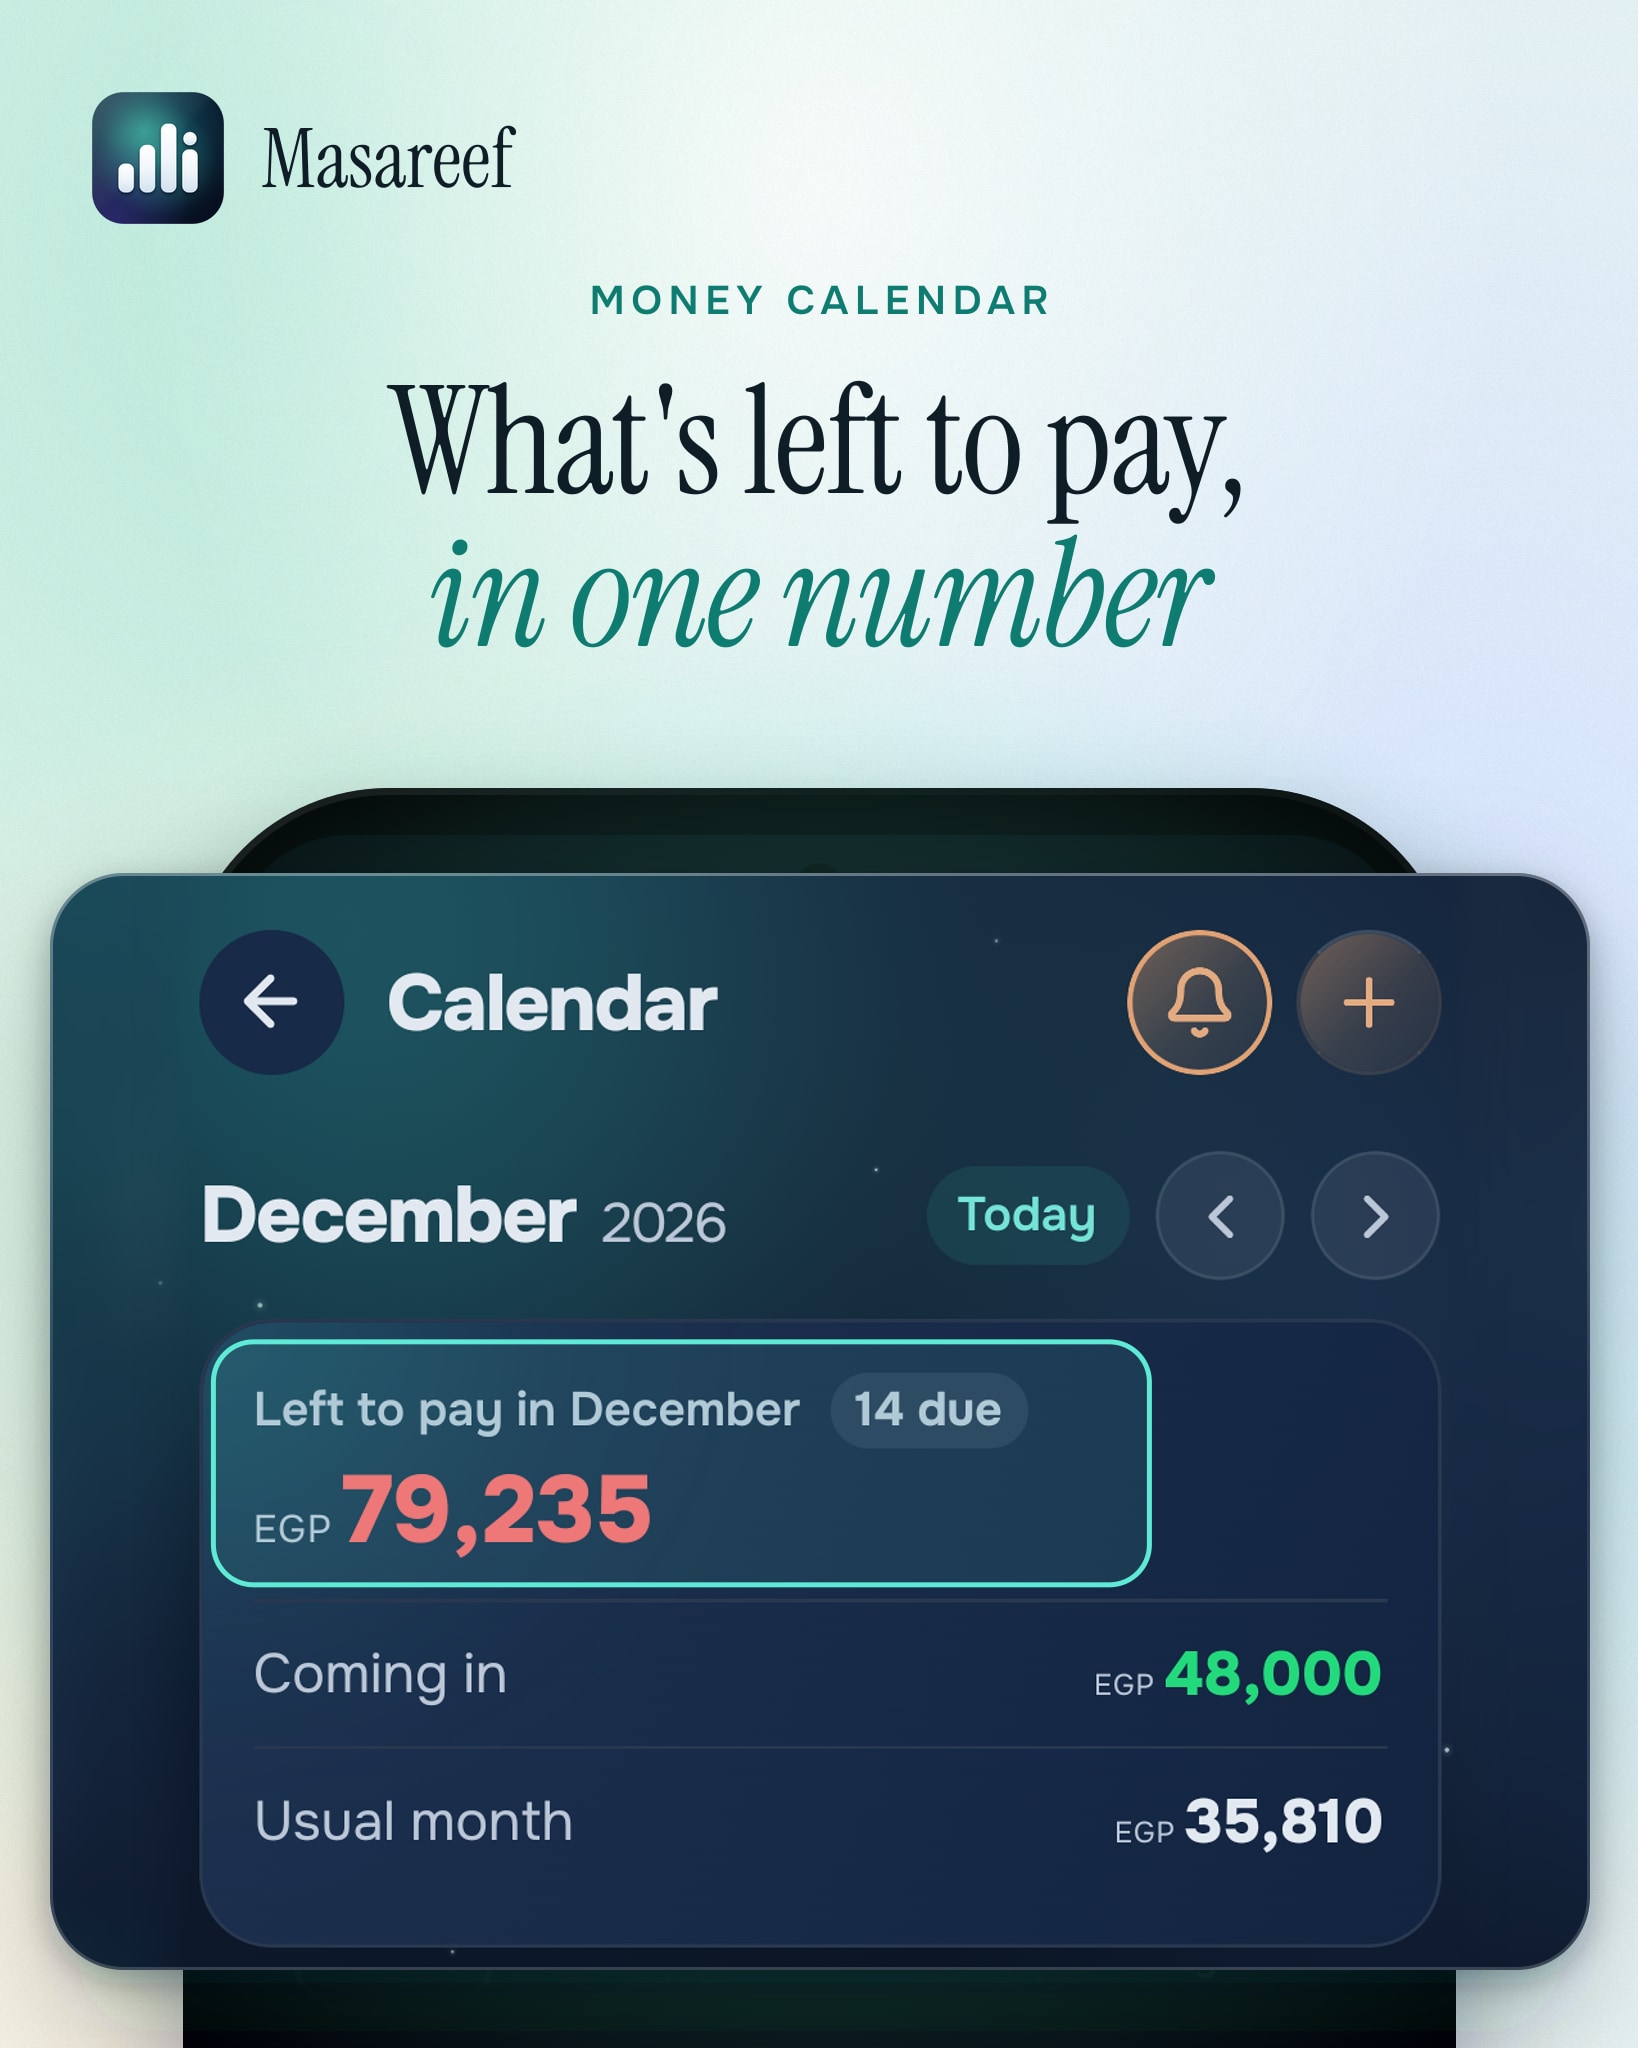 Masareef
MONEY CALENDAR
What's left to pay,
in one number
Calendar
December 2026
Today
Left to pay in December 14 due
EGP 79,235
Coming in EGP 48,000
Usual month EGP 35,810